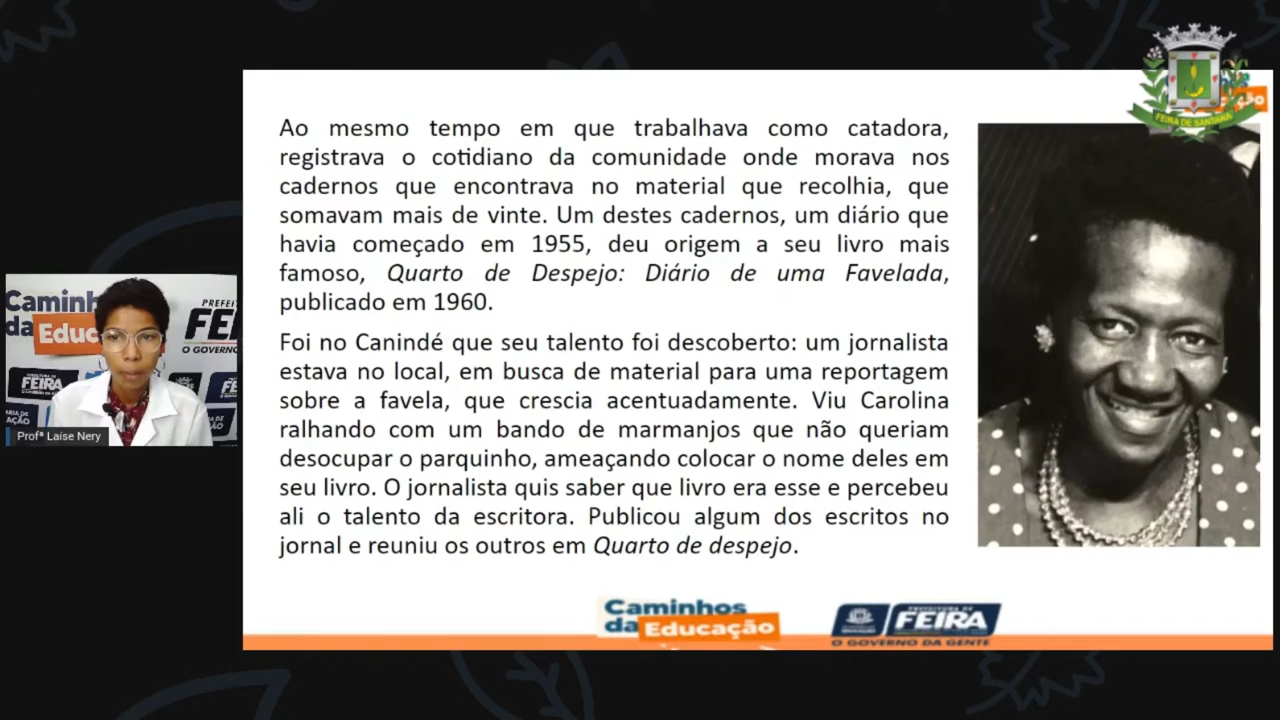 FEIRA DE SANTANA
Ao mesmo tempo em que trabalhava como catadora,
registrava o cotidiano da comunidade onde morava nos
cadernos que encontrava no material que recolhia, que
somavam mais de vinte. Um destes cadernos, um diário que
havia começado em 1955, deu origem a seu livro mais
famoso, Quarto de Despejo: Diário de uma Favelada,
publicado em 1960.
Foi no Canindé que seu talento foi descoberto: um jornalista
estava no local, em busca de material para uma reportagem
sobre a favela, que crescia acentuadamente. Viu Carolina
ralhando com um bando de marmanjos que não queriam
desocupar o parquinho, ameaçando colocar o nome deles em
seu livro. O jornalista quis saber que livro era esse e percebeu
ali o talento da escritora. Publicou algum dos escritos no
jornal e reuniu os outros em Quarto de despejo.
Caminh
da Educ
PREFEI
FEI
O GOVERNO
FEIRA
Profª Laíse Nery
Caminhos
da Educação
PREFEITURA DE
FEIRA
O GOVERNO DA GENTE